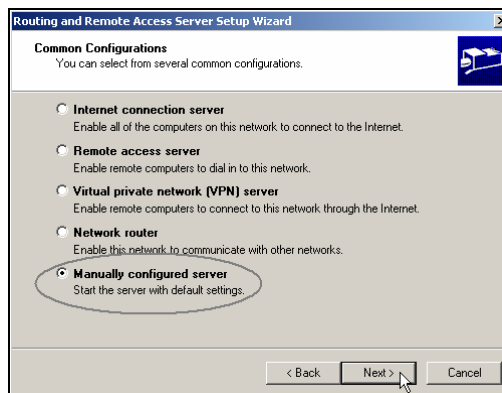 Routing and Remote Access Server Setup Wizard
Common Configurations
You can select from several common configurations.
Internet connection server
Enable all of the computers on this network to connect to the Internet.
Remote access server
Enable remote computers to dial in to this network.
Virtual private network (VPN) server
Enable remote computers to connect to this network through the Internet.
Network router
Enable this network to communicate with other networks.
Manually configured server
Start the server with default settings.
< Back Next > Cancel